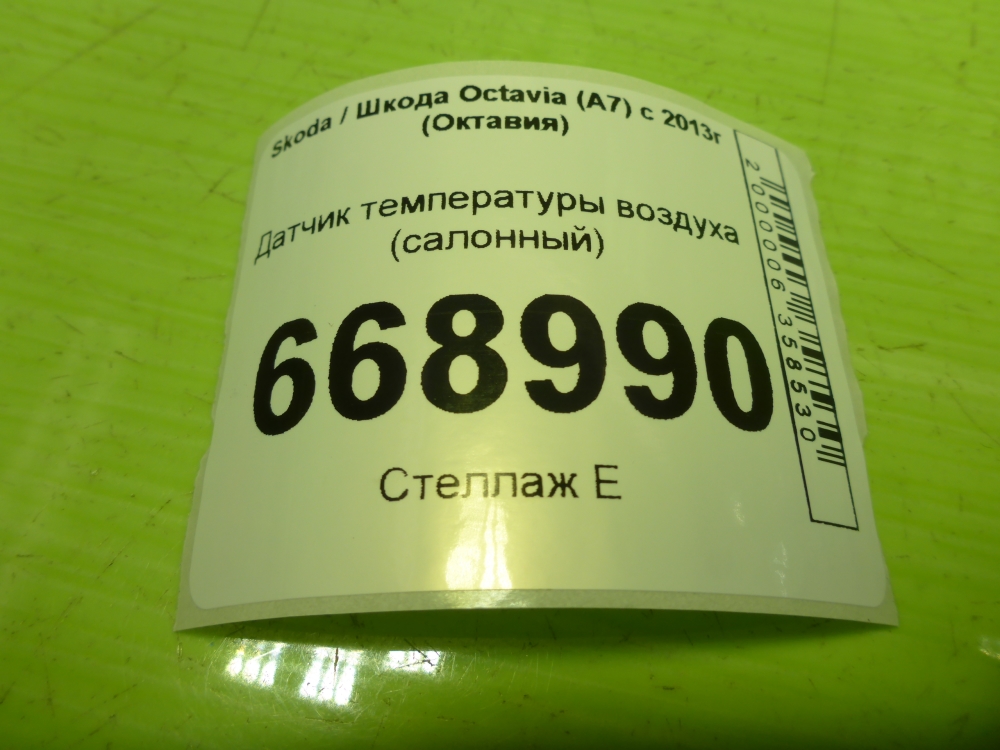 Skoda / Шкода Octavia (A7) с 2013г
(Октавия)
Датчик температуры воздуха
(салонный)
668990
Стеллаж Е
2000006358530